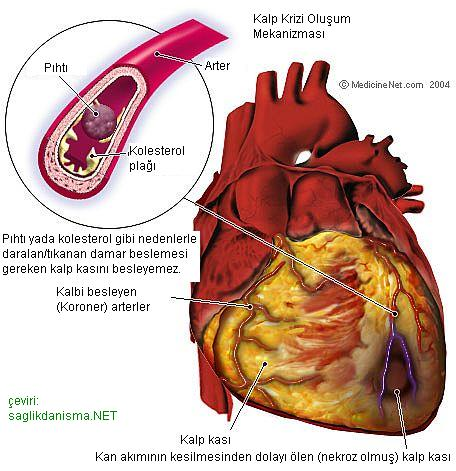 Kalp Krizi Oluşum
Mekanizması
© MedicineNet.com 2004
Pıhtı
Arter
Kolesterol
plağı
Pıhtı yada kolesterol gibi nedenlerle
daralan/tıkanan damar beslemesi
gereken kalp kasını besleyemez.
Kalbi besleyen
(Koroner) arterler
çeviri:
saglikdanisma.NET
Kalp kası
Kan akımının kesilmesinden dolayı ölen (nekroz olmuş) kalp kası